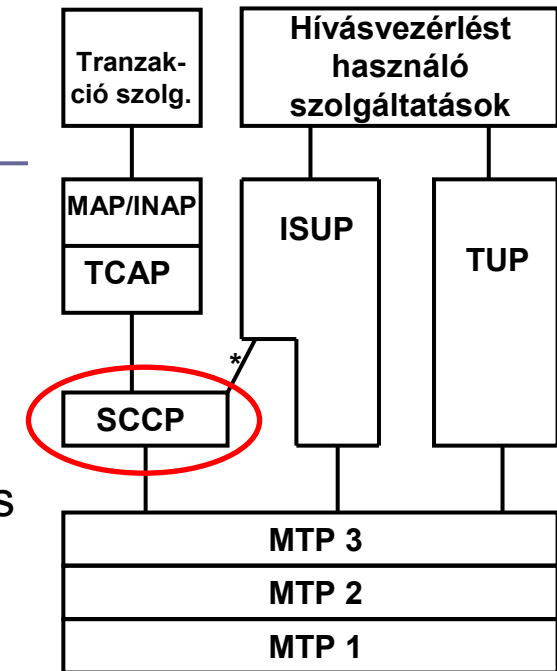 Tranzak-
ció szolg.
Hívásvezérlést
használó
szolgáltatások
MAP/INAP
TCAP
ISUP
TUP
*
SCCP
s
MTP 3
MTP 2
MTP 1